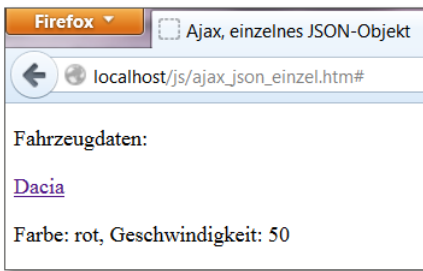 Firefox
Ajax, einzelnes JSON-Objekt
localhost/js/ajax_json_einzel.htm#
Fahrzeugdaten:
Dacia
Farbe: rot, Geschwindigkeit: 50